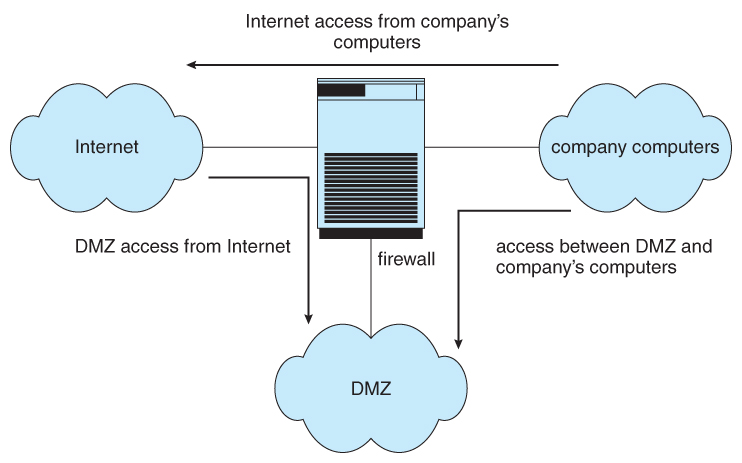 Internet access from company's
computers
Internet
company computers
DMZ access from Internet
firewall
access between DMZ and
company's computers
DMZ